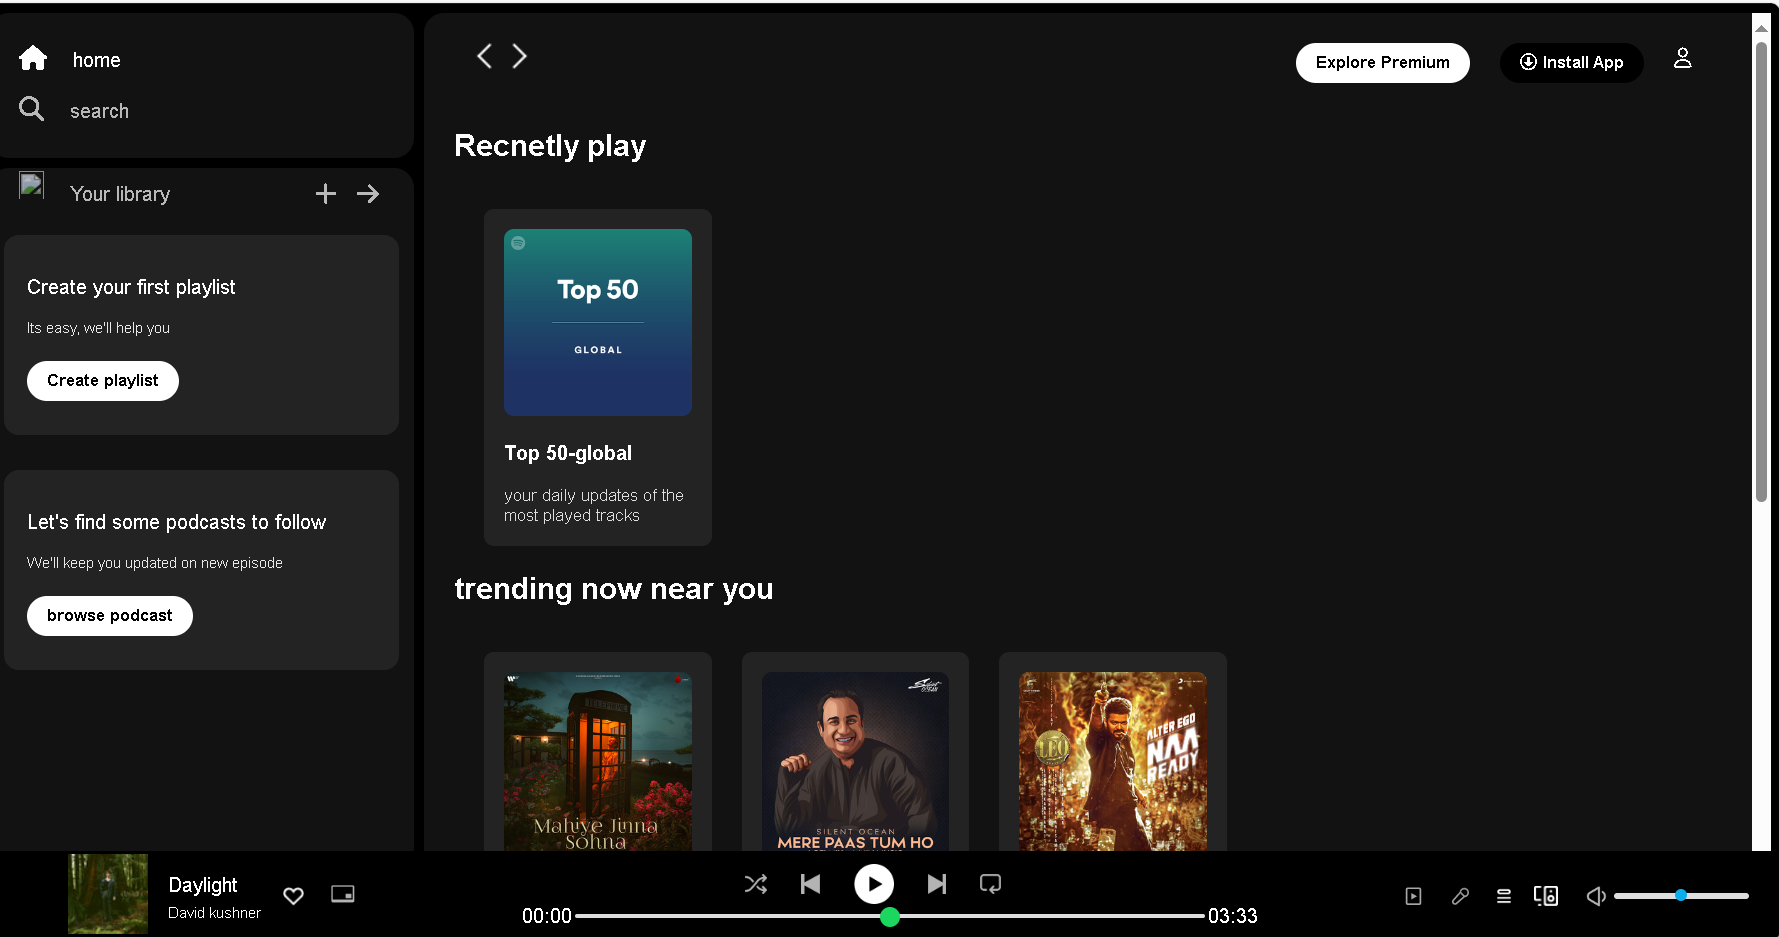 home
search
Your library
Create your first playlist
Its easy, we'll help you
Create playlist
Let's find some podcasts to follow
We'll keep you updated on new episode
browse podcast
Explore Premium
Install App
Recnetly play
Top 50
GLOBAL
Top 50-global
your daily updates of the
most played tracks
trending now near you
TELEPHONE
Mahiye Jinna
Sohna
Silent
OCEAN
SILENT OCEAN
MERE PAAS TUM HO
LEO
ALTER EGO
NAA
READY
Daylight
David kushner
00:00
03:33